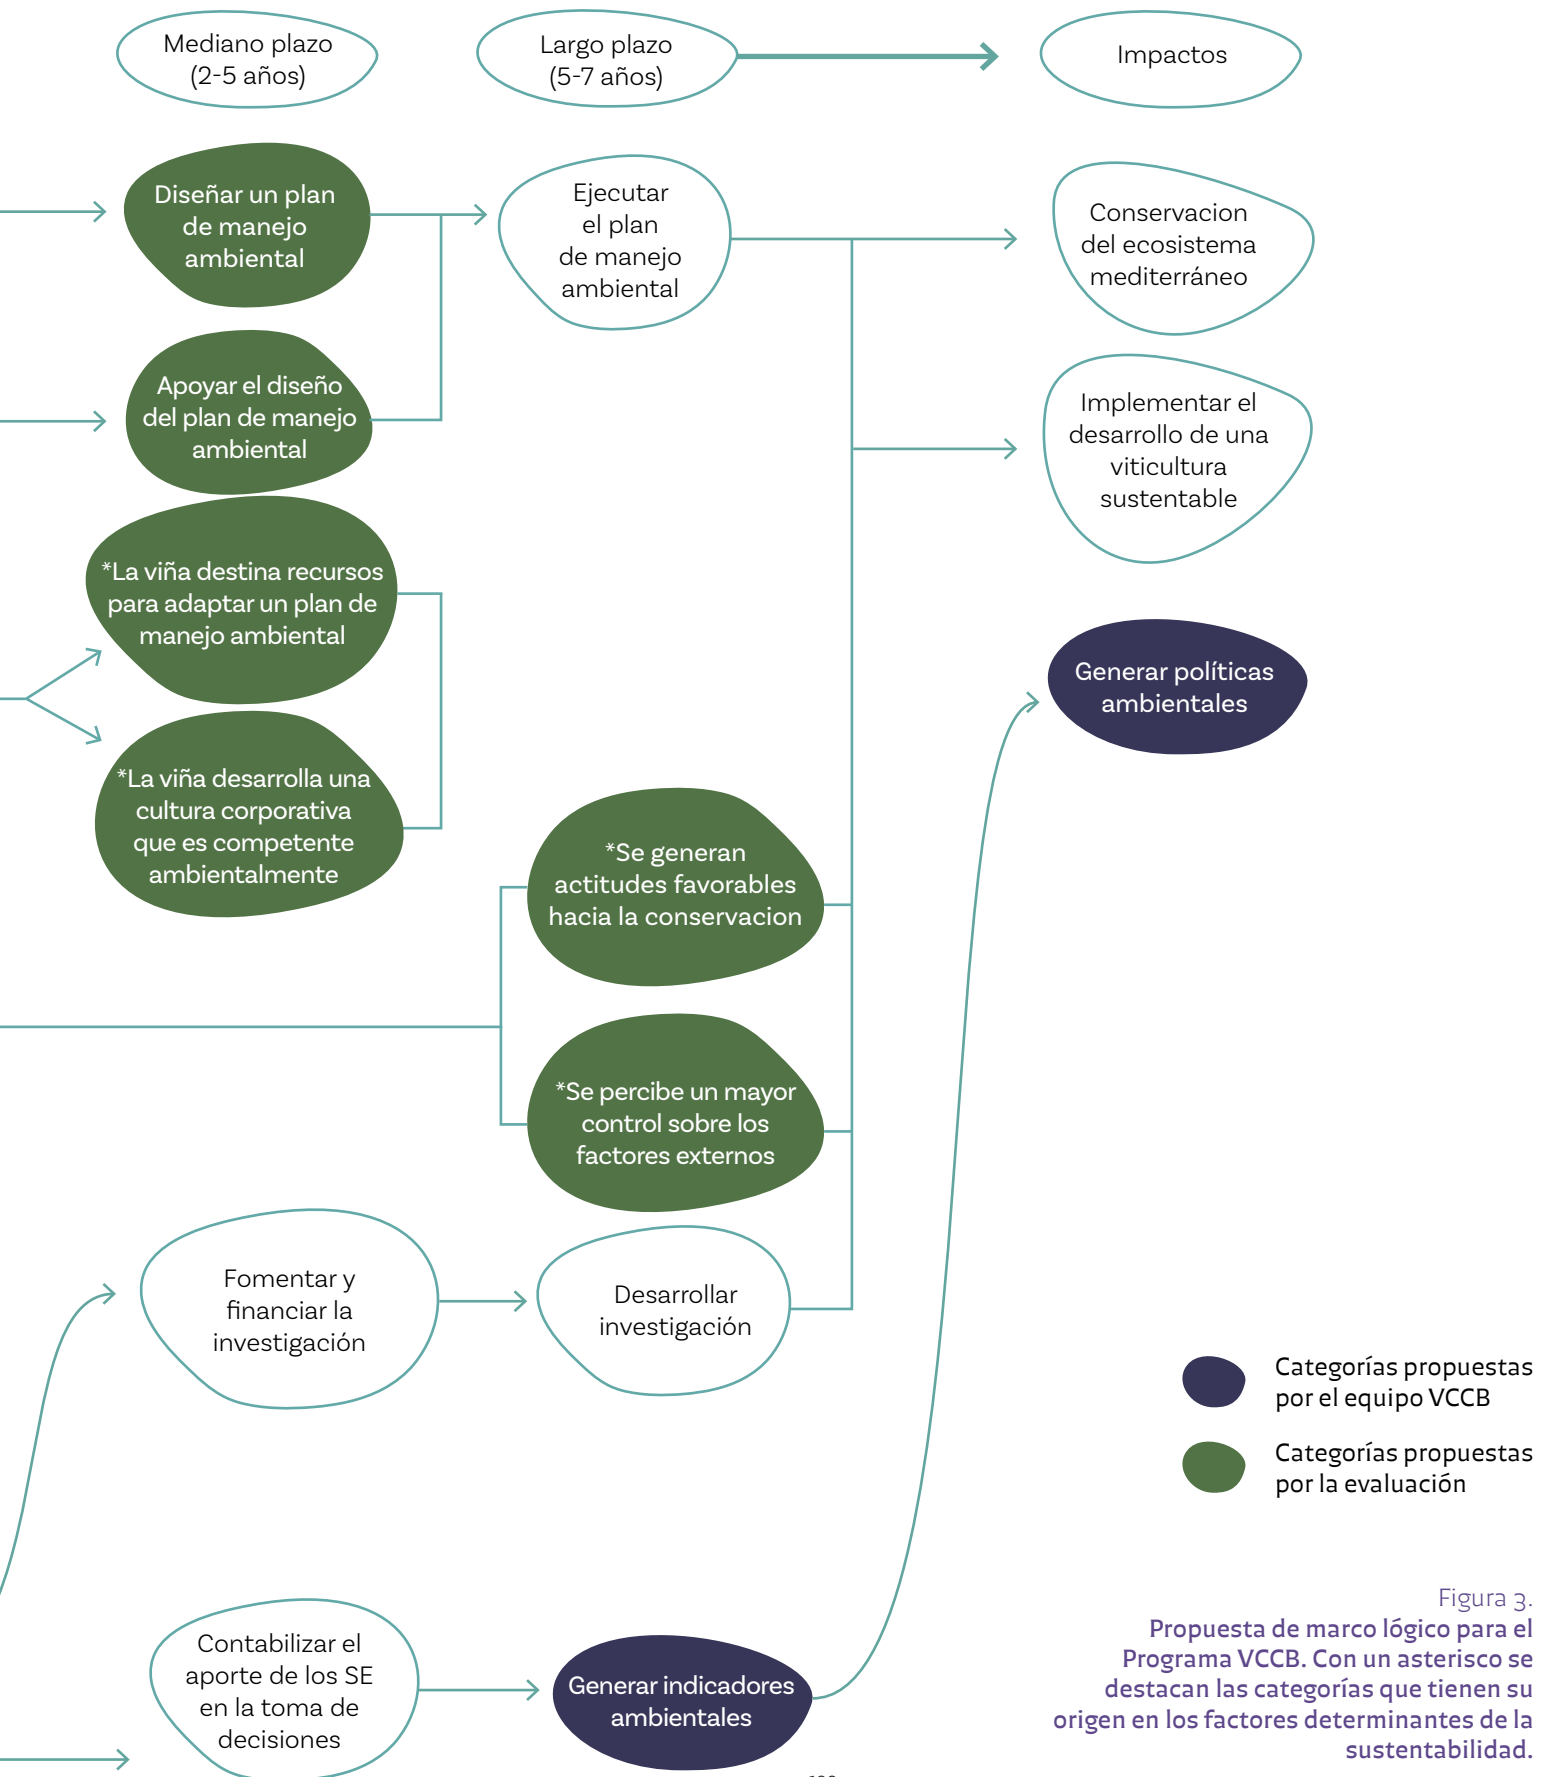 Mediano plazo
(2-5 años)
Largo plazo
(5-7 años)
Impactos
Diseñar un plan
de manejo
ambiental
Ejecutar
el plan
de manejo
ambiental
Conservacion
del ecosistema
mediterráneo
Apoyar el diseño
del plan de manejo
ambiental
Implementar el
desarrollo de una
viticultura
sustentable
*La viña destina recursos
para adaptar un plan de
manejo ambiental
Generar políticas
ambientales
*La viña desarrolla una
cultura corporativa
que es competente
ambientalmente
*Se generan
actitudes favorables
hacia la conservacion
*Se percibe un mayor
control sobre los
factores externos
Fomentar y
financiar la
investigación
Desarrollar
investigación
Categorías propuestas
por el equipo VCCB
Categorías propuestas
por la evaluación
Contabilizar el
aporte de los SE
en la toma de
decisiones
Generar indicadores
ambientales
Figura 3.
Propuesta de marco lógico para el
Programa VCCB. Con un asterisco se
destacan las categorías que tienen su
origen en los factores determinantes de la
sustentabilidad.